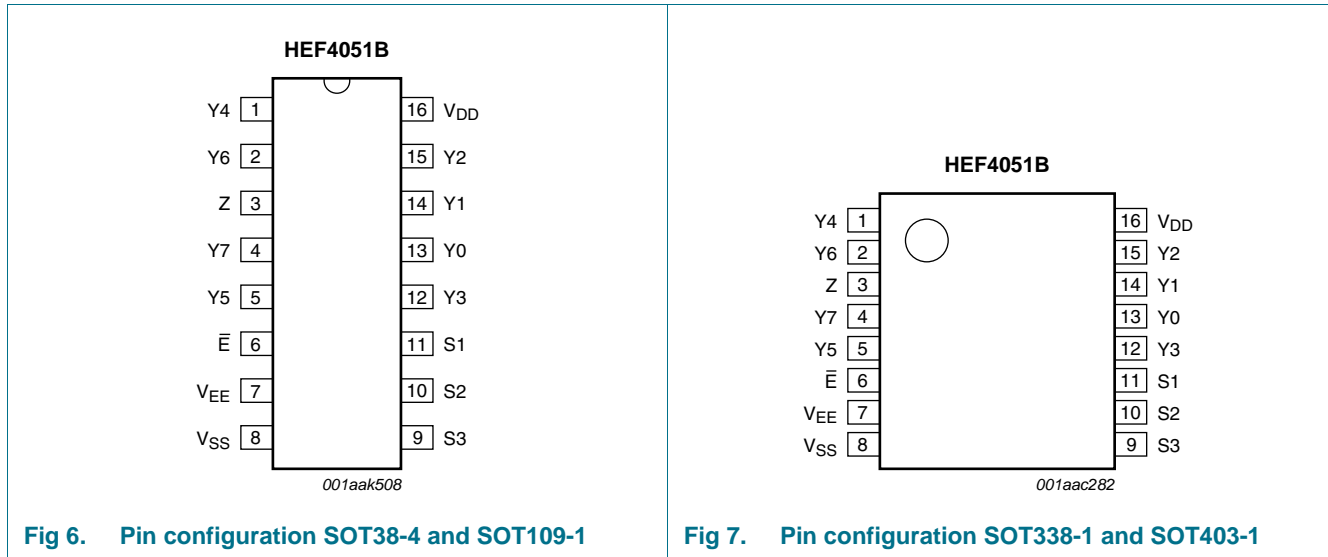 HEF4051B
Y4 1 16 VDD
Y6 2 15 Y2
Z 3 14 Y1
Y7 4 13 Y0
Y5 5 12 Y3
E̅ 6 11 S1
VEE 7 10 S2
VSS 8 9 S3
001aak508
Fig 6. Pin configuration SOT38-4 and SOT109-1
HEF4051B
Y4 1 16 VDD
Y6 2 15 Y2
Z 3 14 Y1
Y7 4 13 Y0
Y5 5 12 Y3
E̅ 6 11 S1
VEE 7 10 S2
VSS 8 9 S3
001aac282
Fig 7. Pin configuration SOT338-1 and SOT403-1